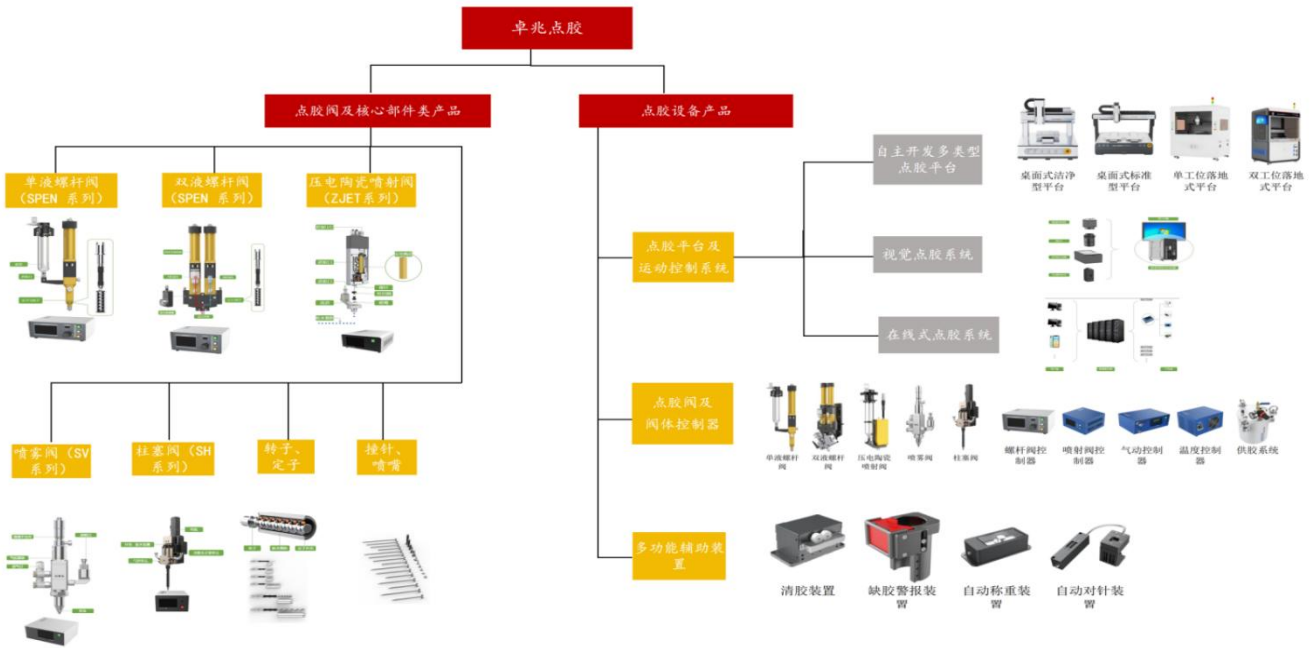 卓兆点胶
点胶阀及核心部件类产品
点胶设备产品
单液螺杆阀
（SPEN 系列）
双液螺杆阀
（SPEN 系列）
压电陶瓷喷射阀
（ZJET系列）
喷雾阀（SV
系列）
柱塞阀（SH
系列）
转子、
定子
撞针、
喷嘴
点胶平台及
运动控制系统
自主开发多类型
点胶平台
桌面式洁净
型平台
桌面式标准
型平台
单工位落地
式平台
双工位落地
式平台
视觉点胶系统
在线式点胶系统
点胶阀及
阀体控制器
单液螺杆
阀
双液螺杆
阀
压电陶瓷
喷射阀
喷雾阀
柱塞阀
螺杆阀控
制器
喷射阀控
制器
气动控制
器
温度控制
器
供胶系统
多功能辅助装
置
清胶装置
缺胶警报装
置
自动称重装
置
自动对针装
置